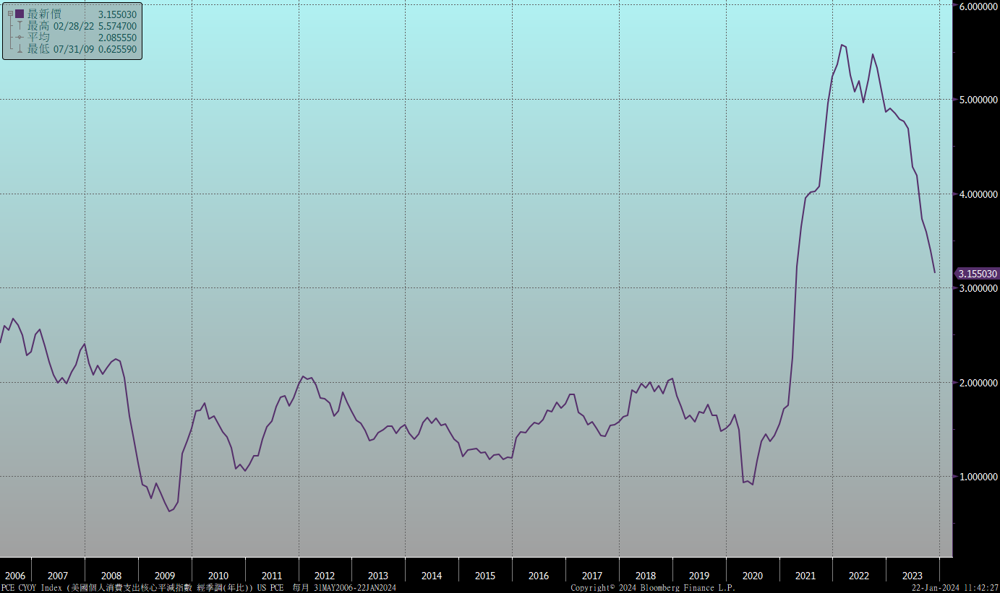 最新價 3.155030
最高 02/28/22 5.574700
平均 2.085550
最低 07/31/09 0.625590
6.000000
5.000000
4.000000
3.155030
3.000000
2.000000
1.000000
2006 2007 2008 2009 2010 2011 2012 2013 2014 2015 2016 2017 2018 2019 2020 2021 2022 2023
PCE CYOY Index (美國個人消費支出核心平減指數 經季調(年比)) US PCE 每月 31MAY2006-22JAN2024 Copyright© 2024 Bloomberg Finance L.P. 22-Jan-2024 11:42:27